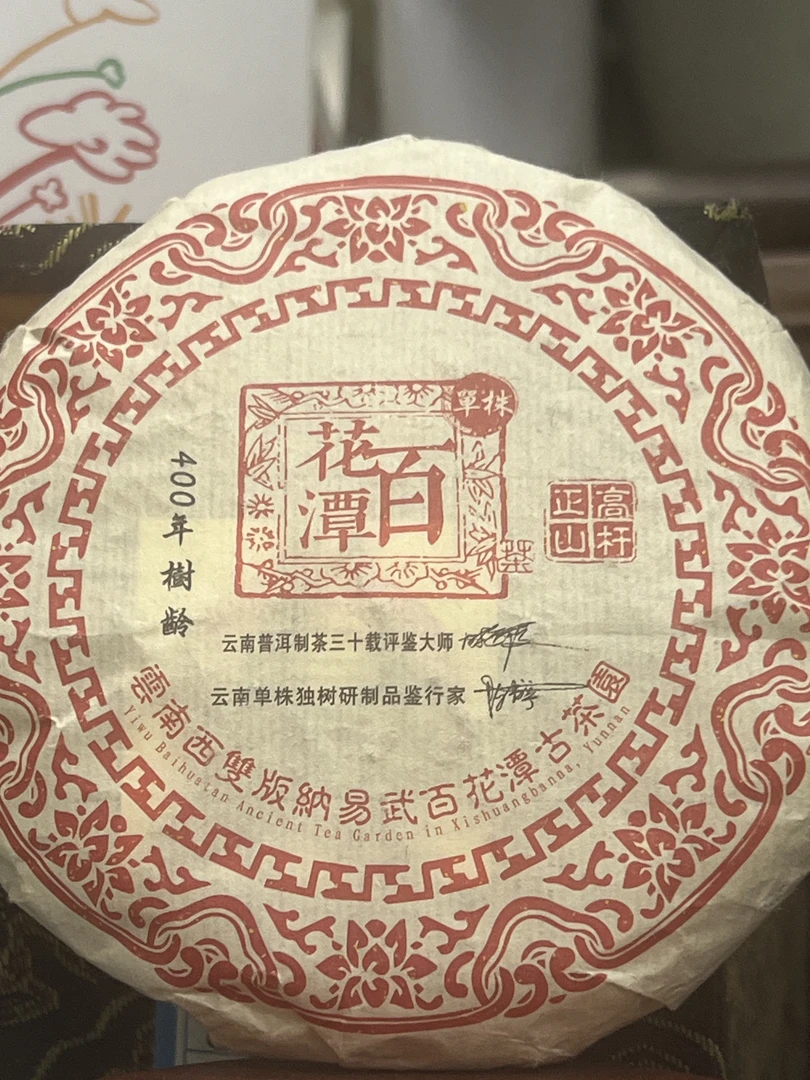 單株
百花潭
茶
高杆
正山
400年樹龄
云南普洱制茶三十载评鉴大师
云南单株独树研制品鉴行家
雲南西雙版納易武百花潭古茶園
Yiwu Baihuatan Ancient Tea Garden in Xishuangbanna, Yunnan